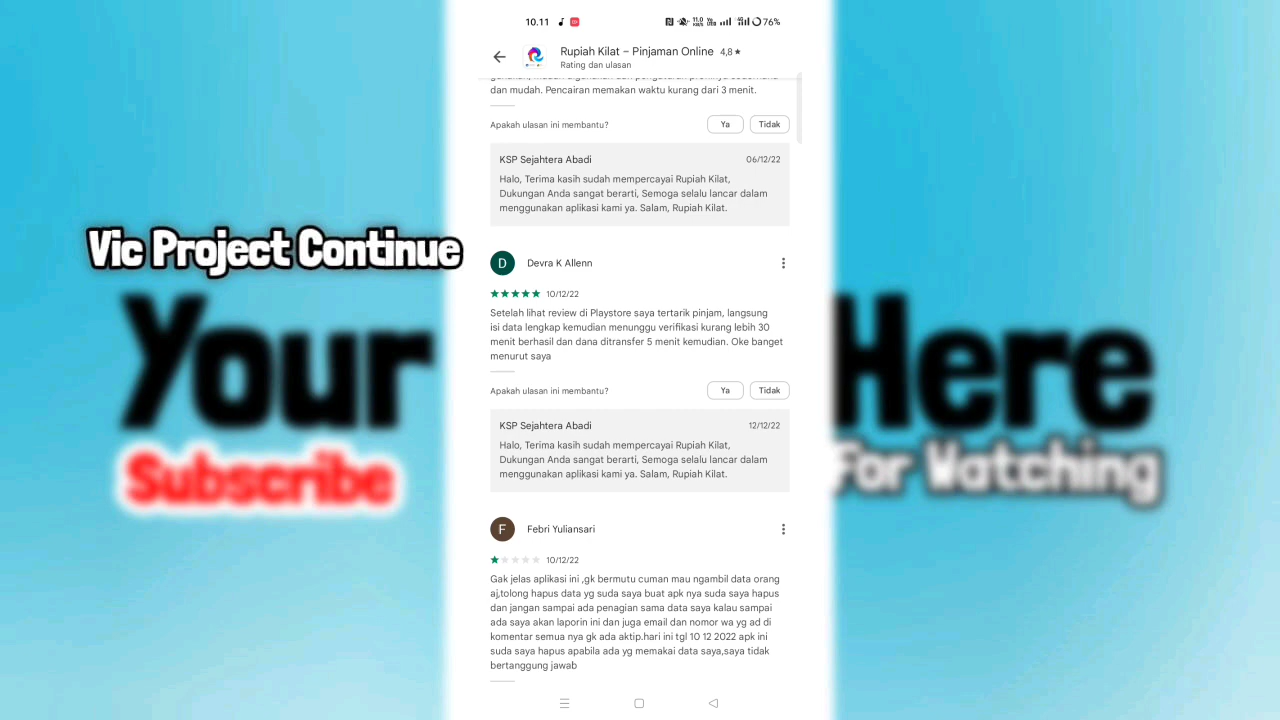 10.11
11.0
KB/S
76%
Rupiah Kilat – Pinjaman Online 4,8★
Rating dan ulasan
dan mudah. Pencairan memakan waktu kurang dari 3 menit.
Apakah ulasan ini membantu?
Ya
Tidak
KSP Sejahtera Abadi
06/12/22
Halo, Terima kasih sudah mempercayai Rupiah Kilat,
Dukungan Anda sangat berarti, Semoga selalu lancar dalam
menggunakan aplikasi kami ya. Salam, Rupiah Kilat.
Vic Project Continue
Your
Here
Subscribe
For Watching
D
Devra K Allenn
10/12/22
Setelah lihat review di Playstore saya tertarik pinjam, langsung
isi data lengkap kemudian menunggu verifikasi kurang lebih 30
menit berhasil dan dana ditransfer 5 menit kemudian. Oke banget
menurut saya
Apakah ulasan ini membantu?
Ya
Tidak
KSP Sejahtera Abadi
12/12/22
Halo, Terima kasih sudah mempercayai Rupiah Kilat,
Dukungan Anda sangat berarti, Semoga selalu lancar dalam
menggunakan aplikasi kami ya. Salam, Rupiah Kilat.
F
Febri Yuliansari
10/12/22
Gak jelas aplikasi ini ,gk bermutu cuman mau ngambil data orang
aj,tolong hapus data yg suda saya buat apk nya suda saya hapus
dan jangan sampai ada penagian sama data saya kalau sampai
ada saya akan laporin ini dan juga email dan nomor wa yg ad di
komentar semua nya gk ada aktip.hari ini tgl 10 12 2022 apk ini
suda saya hapus apabila ada yg memakai data saya,saya tidak
bertanggung jawab